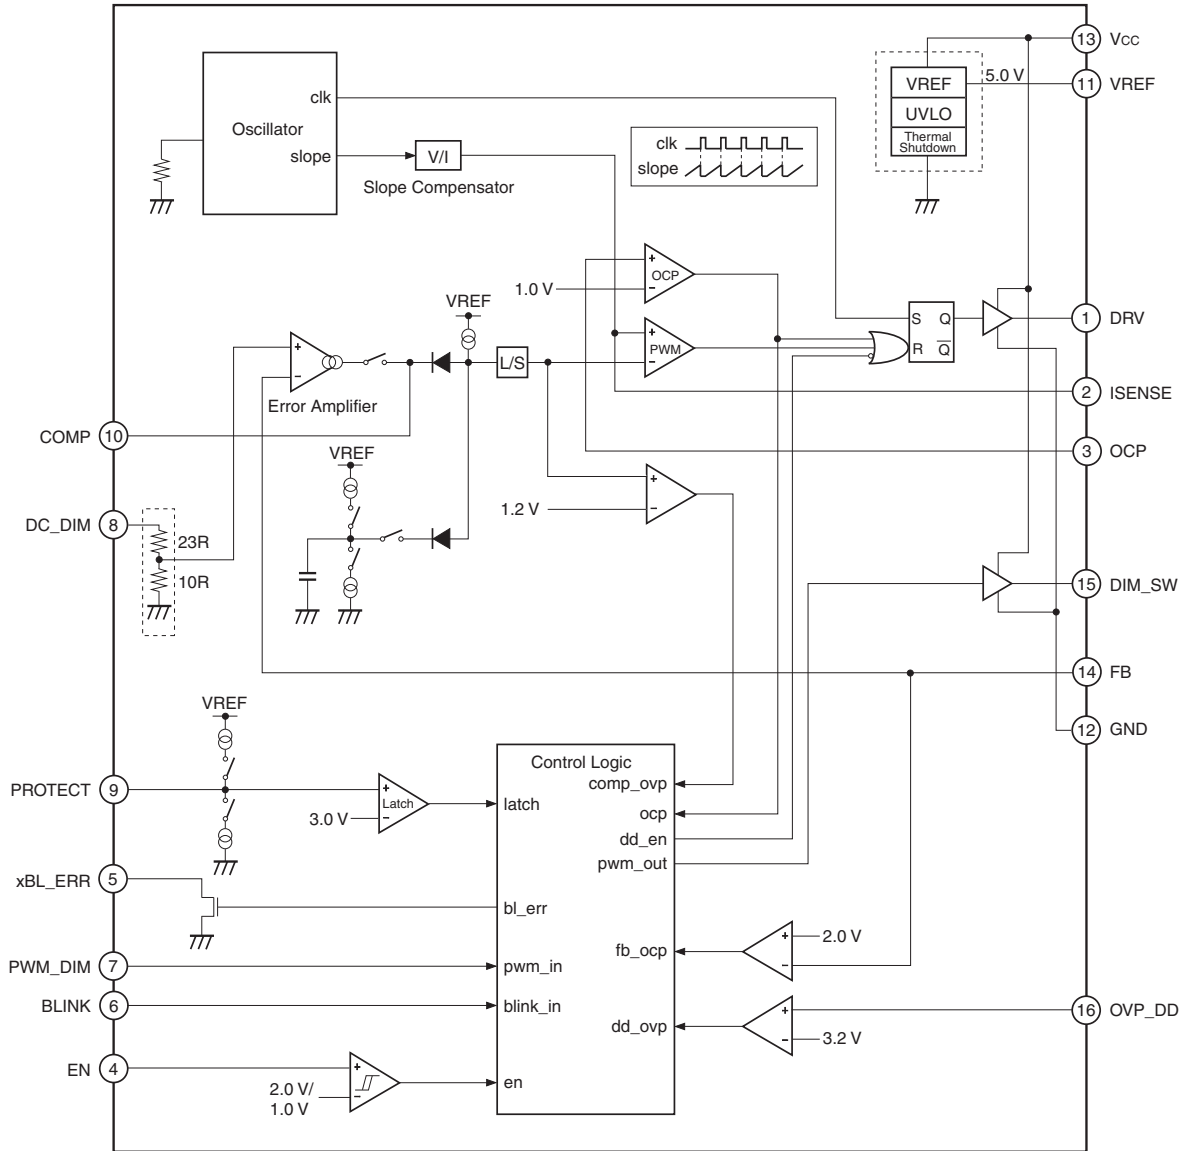 13 VCC
11 VREF
5.0 V
VREF
UVLO
Thermal
Shutdown
Oscillator
clk
slope
V/I
Slope Compensator
clk
slope
+
OCP
−
1.0 V
VREF
+
PWM
−
S Q
R Q
1 DRV
+
−
Error Amplifier
L/S
2 ISENSE
COMP 10
3 OCP
VREF
+
−
1.2 V
DC_DIM 8
23R
10R
15 DIM_SW
14 FB
VREF
12 GND
Control Logic
PROTECT 9
+
Latch
−
3.0 V
latch
comp_ovp
ocp
dd_en
pwm_out
xBL_ERR 5
bl_err
fb_ocp
+
−
2.0 V
PWM_DIM 7
pwm_in
BLINK 6
blink_in
dd_ovp
+
−
3.2 V
16 OVP_DD
EN 4
+
−
2.0 V/
1.0 V
en